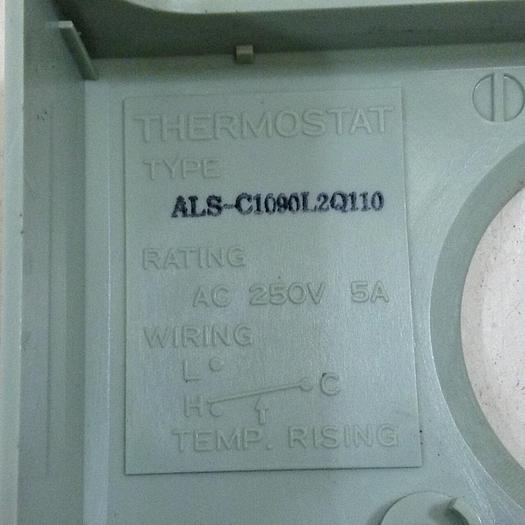 THERMOSTAT
TYPE
ALS-C1090L2Q110
RATING
AC 250V 5A
WIRING
L
C
H
TEMP. RISING